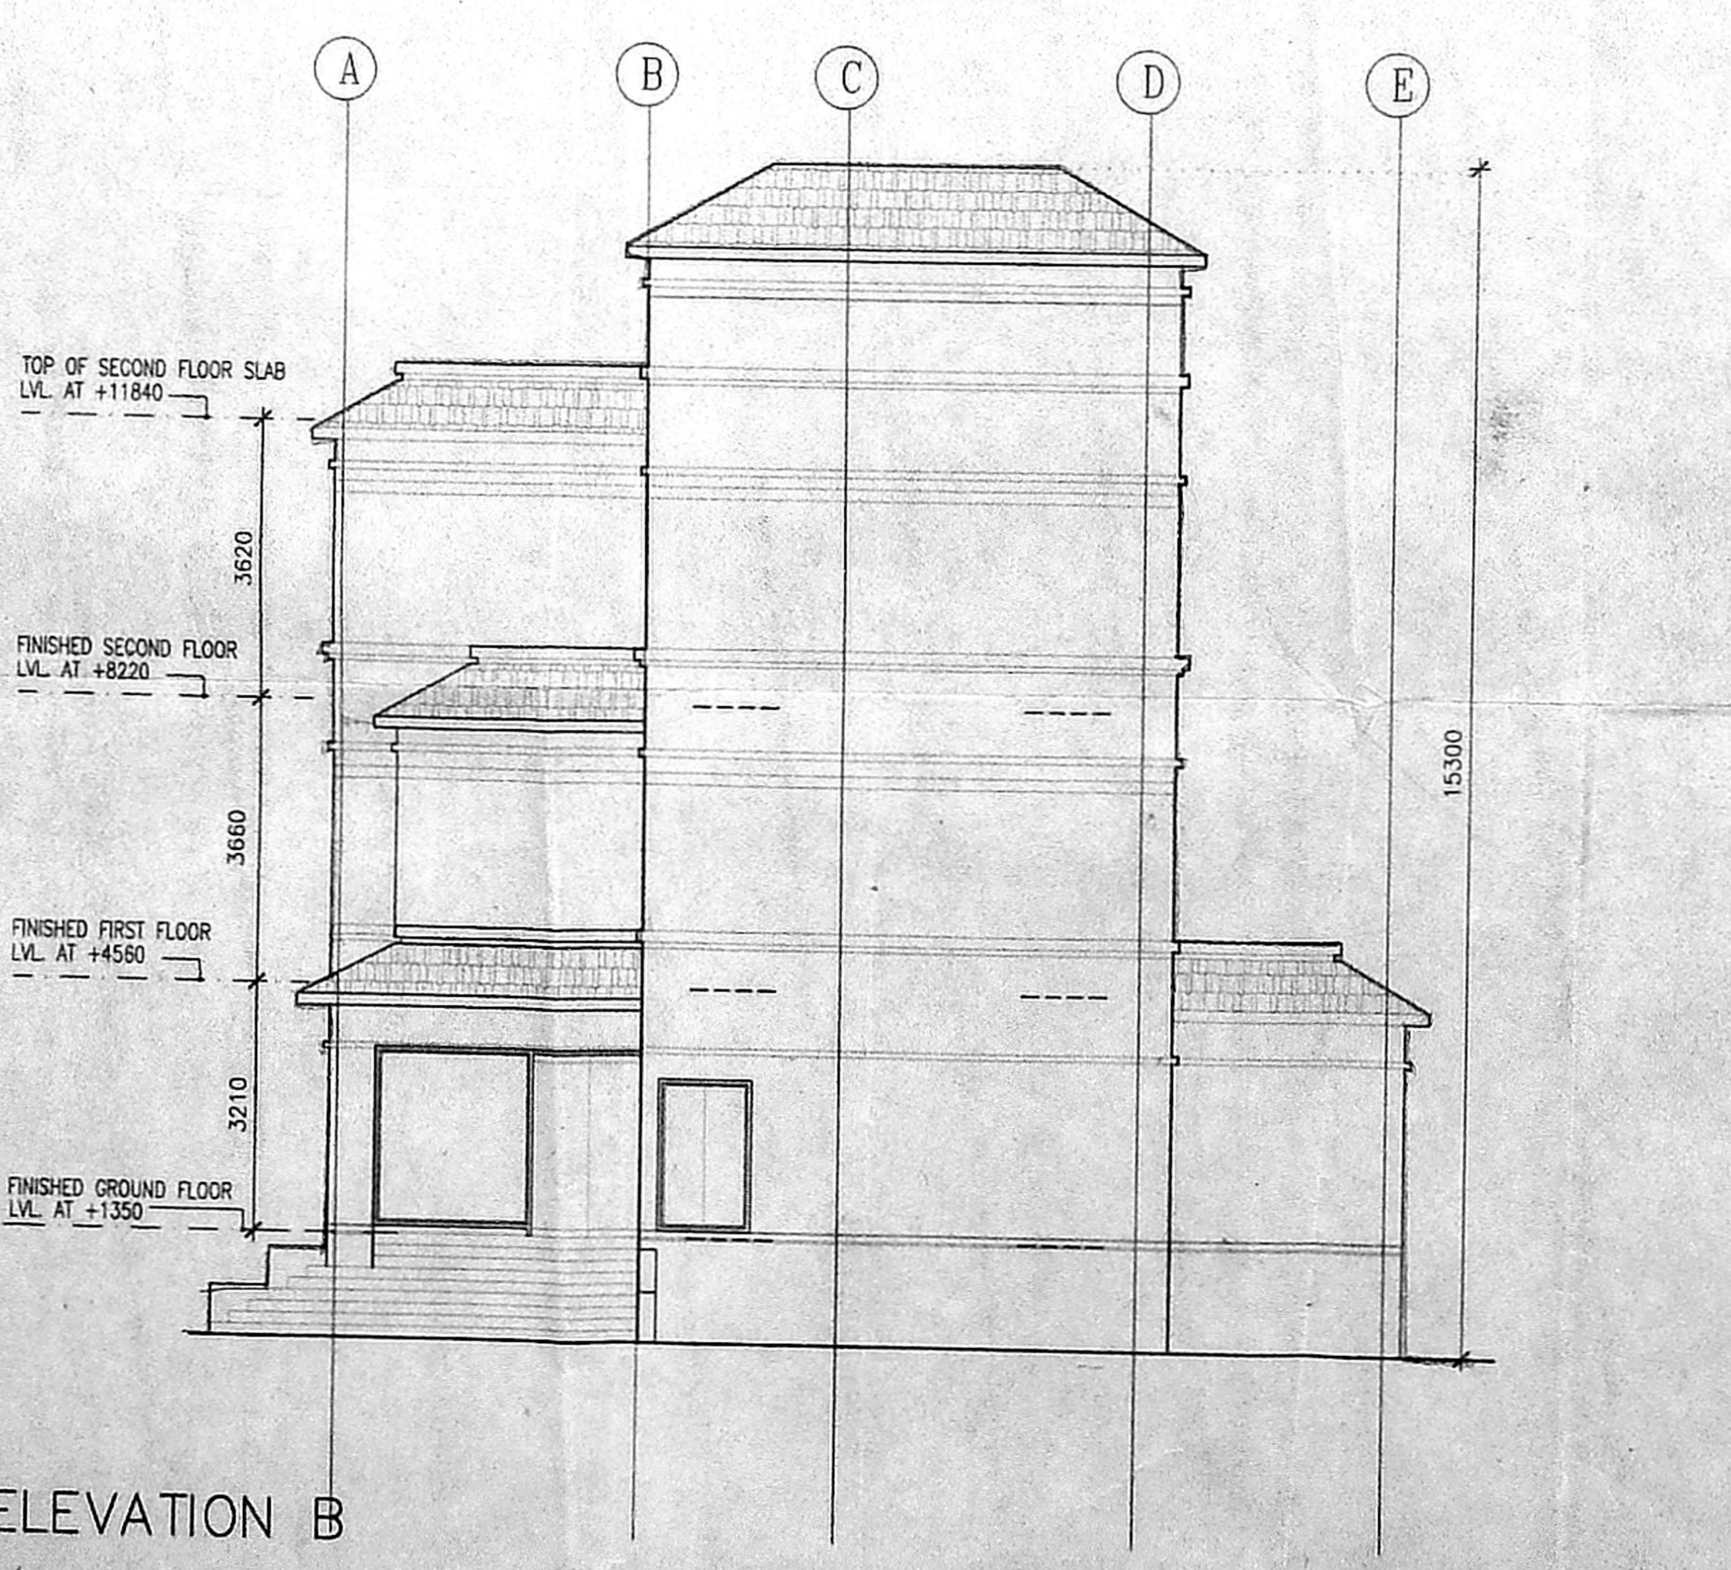 A B C D E
TOP OF SECOND FLOOR SLAB
LVL. AT +11840
3620
FINISHED SECOND FLOOR
LVL. AT +8220
15300
3660
FINISHED FIRST FLOOR
LVL. AT +4560
3210
FINISHED GROUND FLOOR
LVL. AT +1350
ELEVATION B